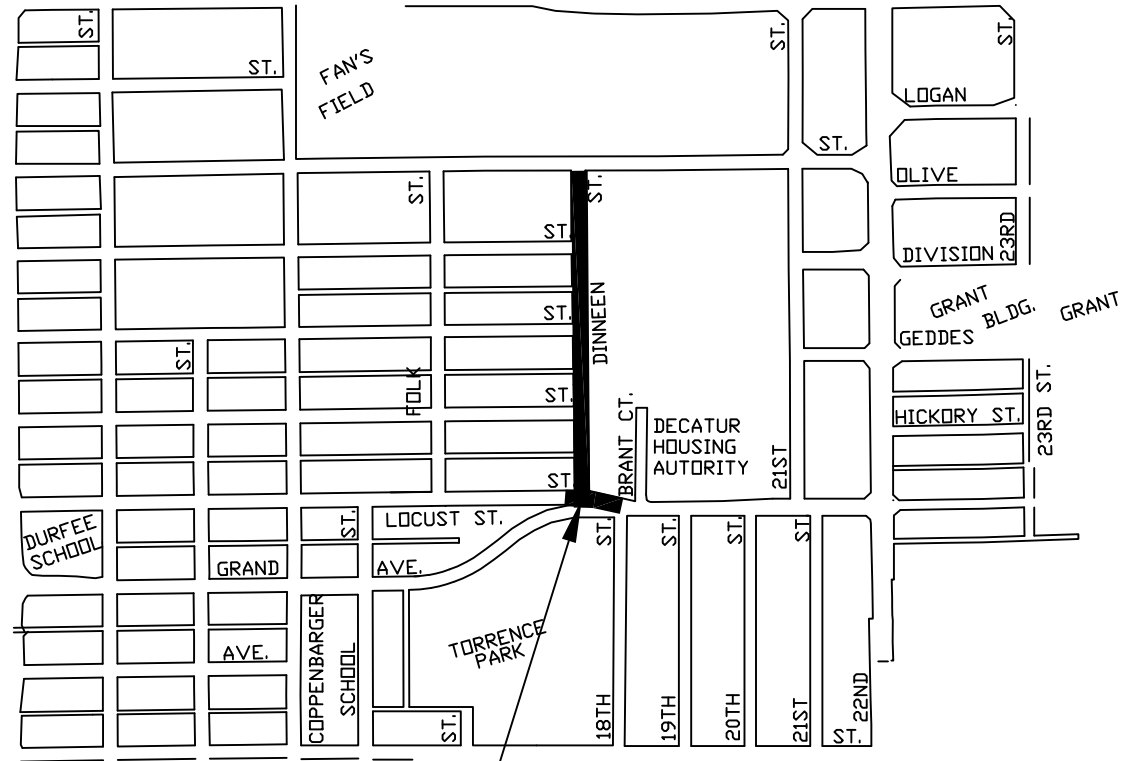 ST.
ST.
ST.
ST.
FAN'S
FIELD
LOGAN
ST.
OLIVE
ST.
ST.
ST.
DIVISION
23RD
GRANT
BLDG.
GRANT
GEDDES
ST.
DINNEEN
ST.
FOLK
ST.
BRANT CT.
DECATUR
HOUSING
AUTORITY
21ST
HICKORY ST.
23RD ST.
ST.
DURFEE
SCHOOL
ST.
LOCUST ST.
ST.
ST.
ST.
GRAND
AVE.
AVE.
COPPENBARGER
SCHOOL
TORRENCE
PARK
ST.
18TH
19TH
20TH
21ST
22ND
ST.